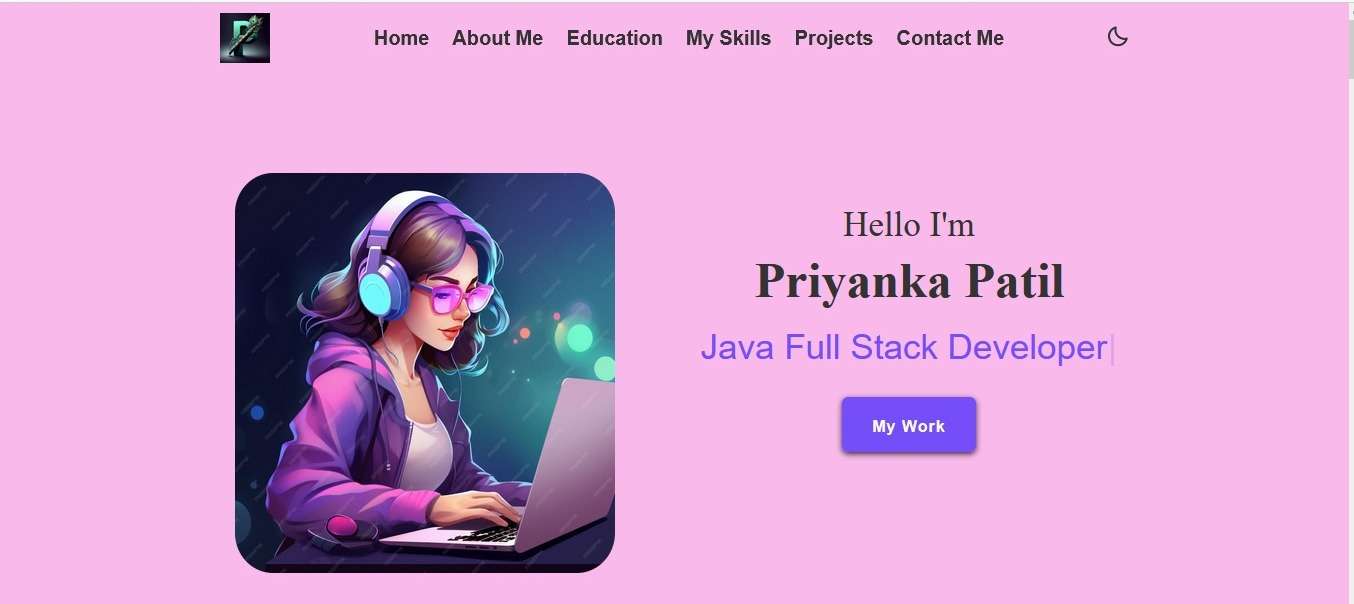 Home About Me Education My Skills Projects Contact Me
Hello I'm
Priyanka Patil
Java Full Stack Developer
My Work